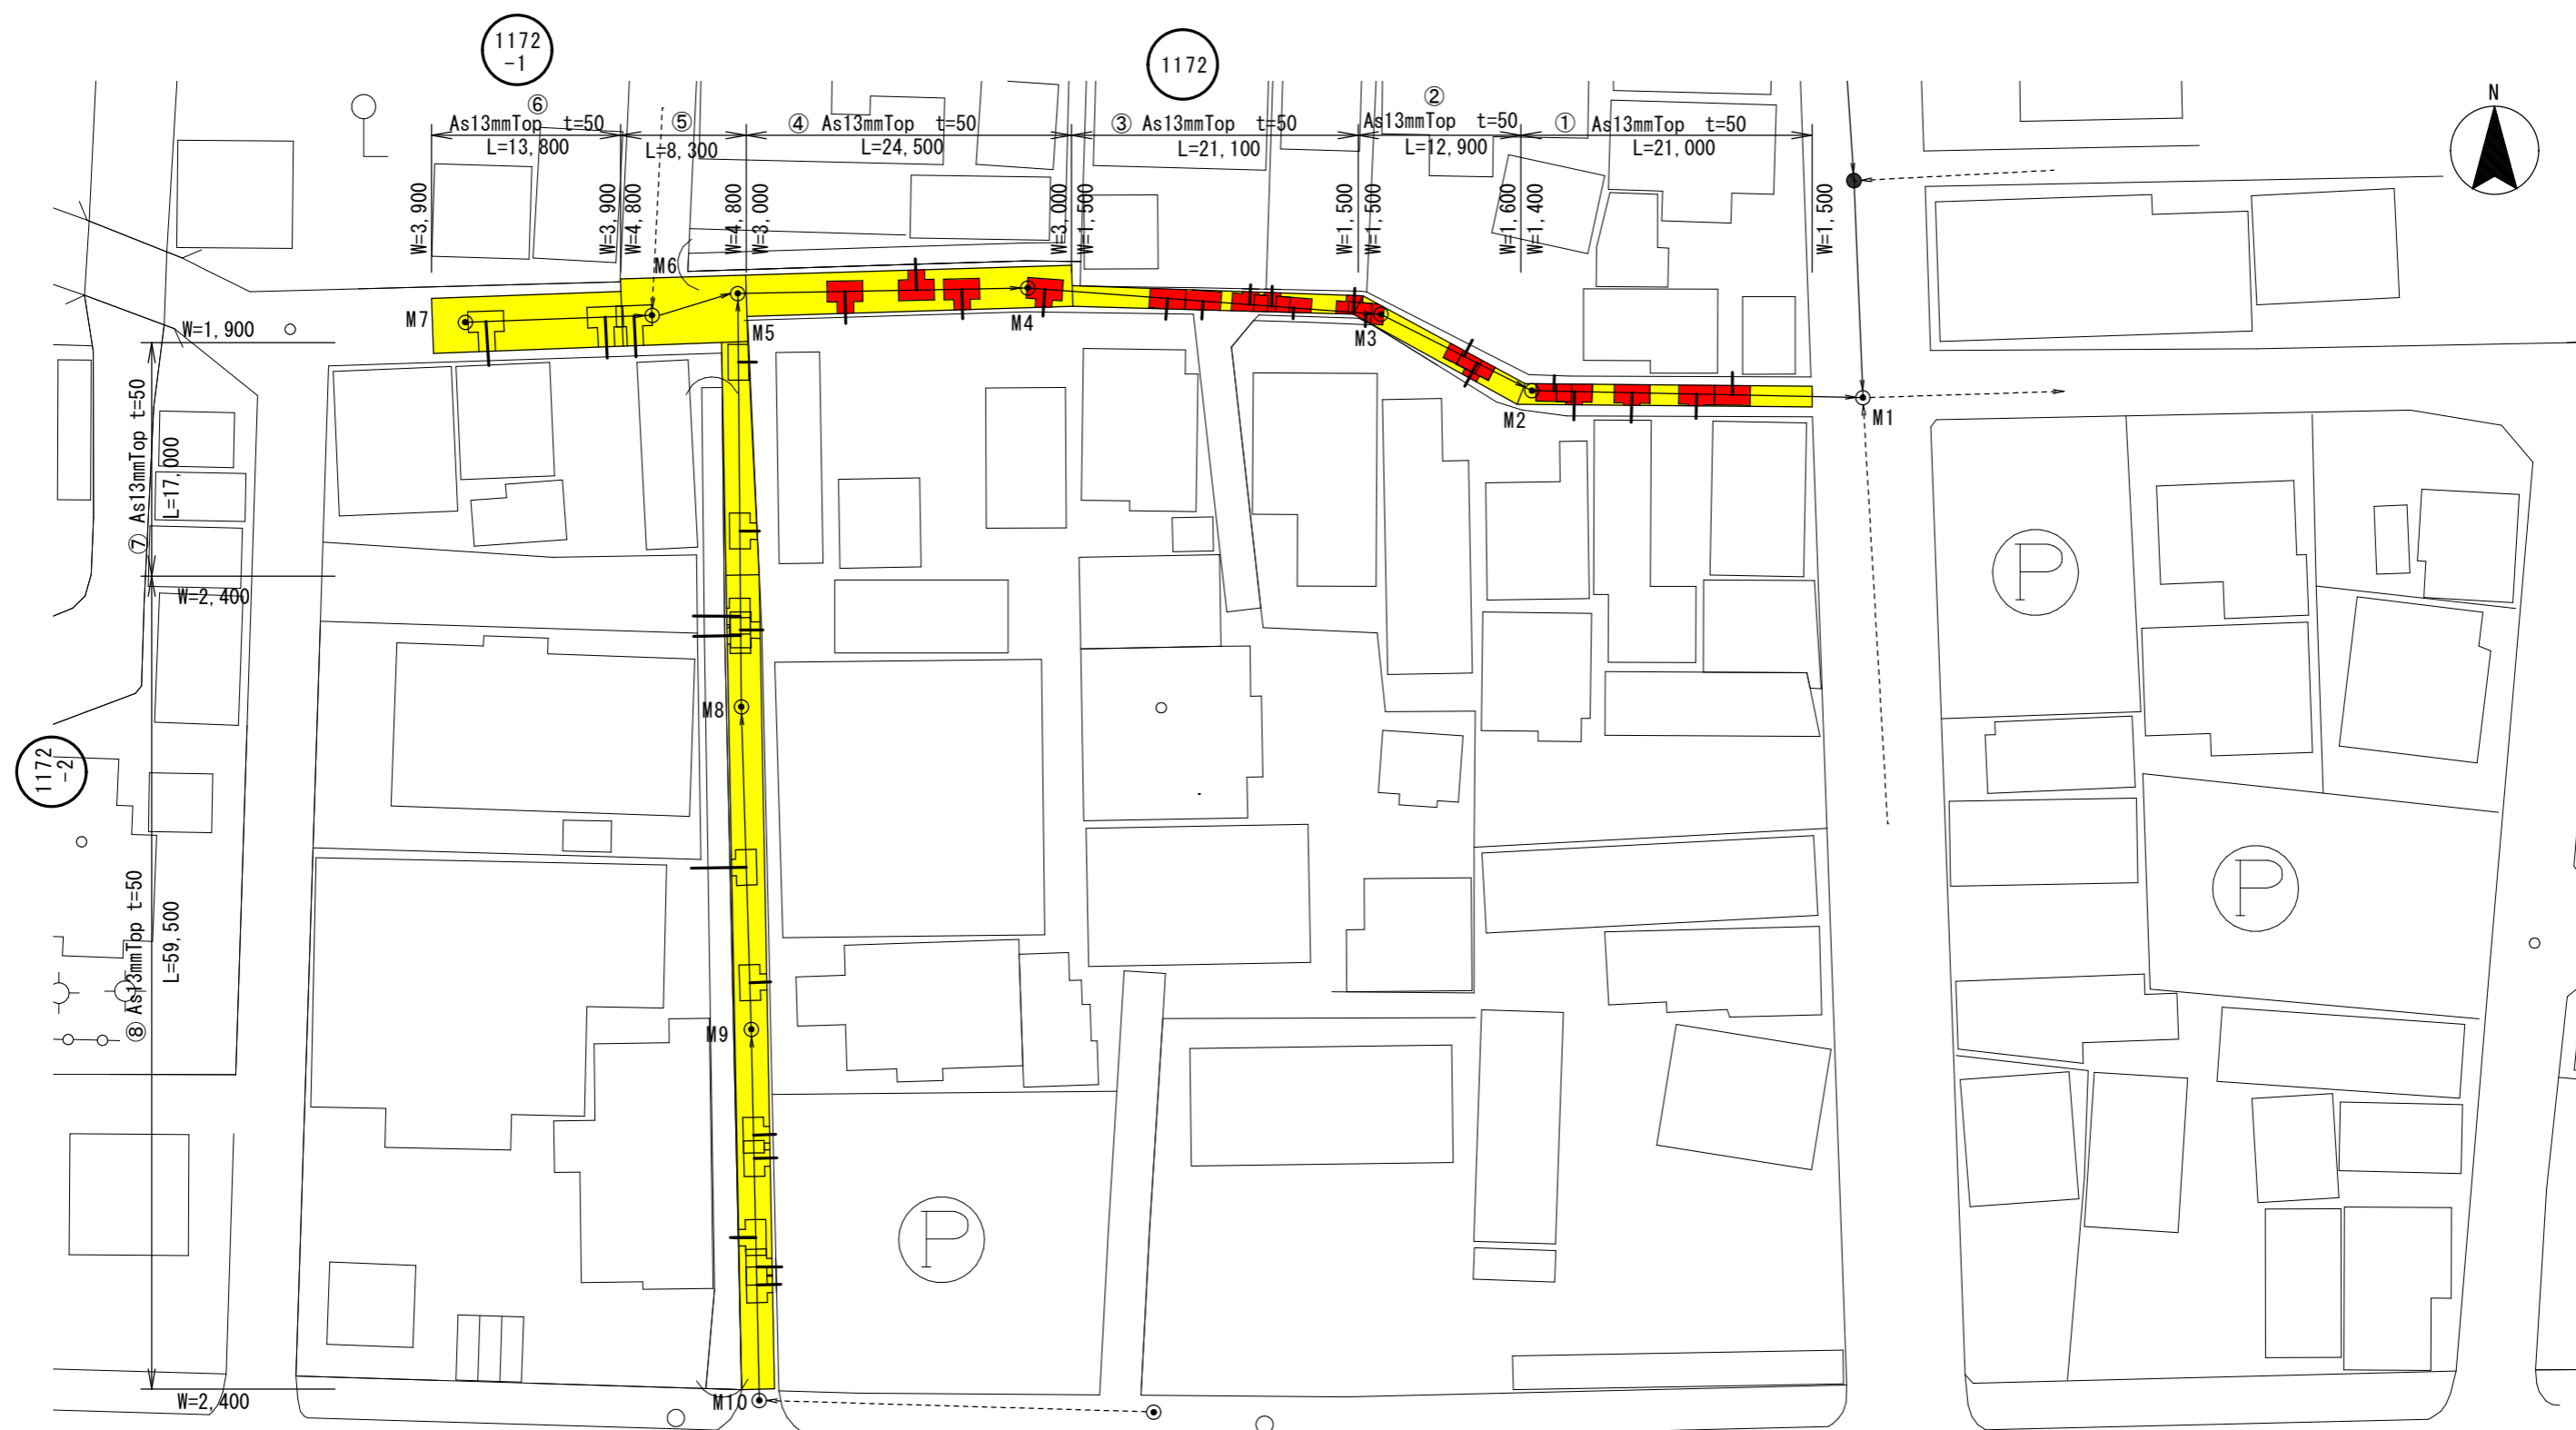 1172
-1
1172
⑥
As13mmTop t=50
L=13,800
⑤
L=8,300
④ As13mmTop t=50
L=24,500
③ As13mmTop t=50
L=21,100
②
As13mmTop t=50
L=12,900
① As13mmTop t=50
L=21,000
N
W=3,900
W=3,900
W=4,800
W=4,800
W=3,000
W=3,000
W=1,500
W=1,500
W=1,500
W=1,600
W=1,400
W=1,500
M6
M7
M5
M4
M3
M2
M1
W=1,900
⑦ As13mmTop t=50
L=17,000
W=2,400
P
M8
1172
-2
P
⑧ As13mmTop t=50
L=59,500
M9
P
W=2,400
M10